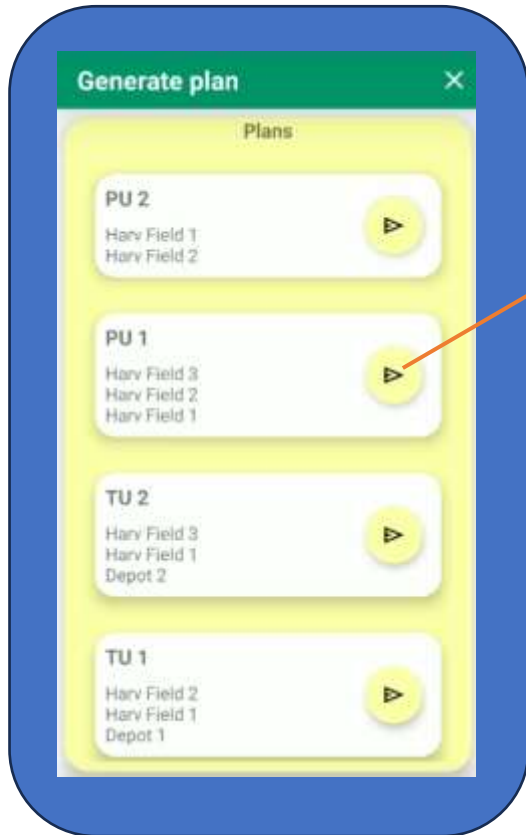 Generate plan
Plans
PU 2
Harv Field 1
Harv Field 2
PU 1
Harv Field 3
Harv Field 2
Harv Field 1
TU 2
Harv Field 3
Harv Field 1
Depot 2
TU 1
Harv Field 2
Harv Field 1
Depot 1